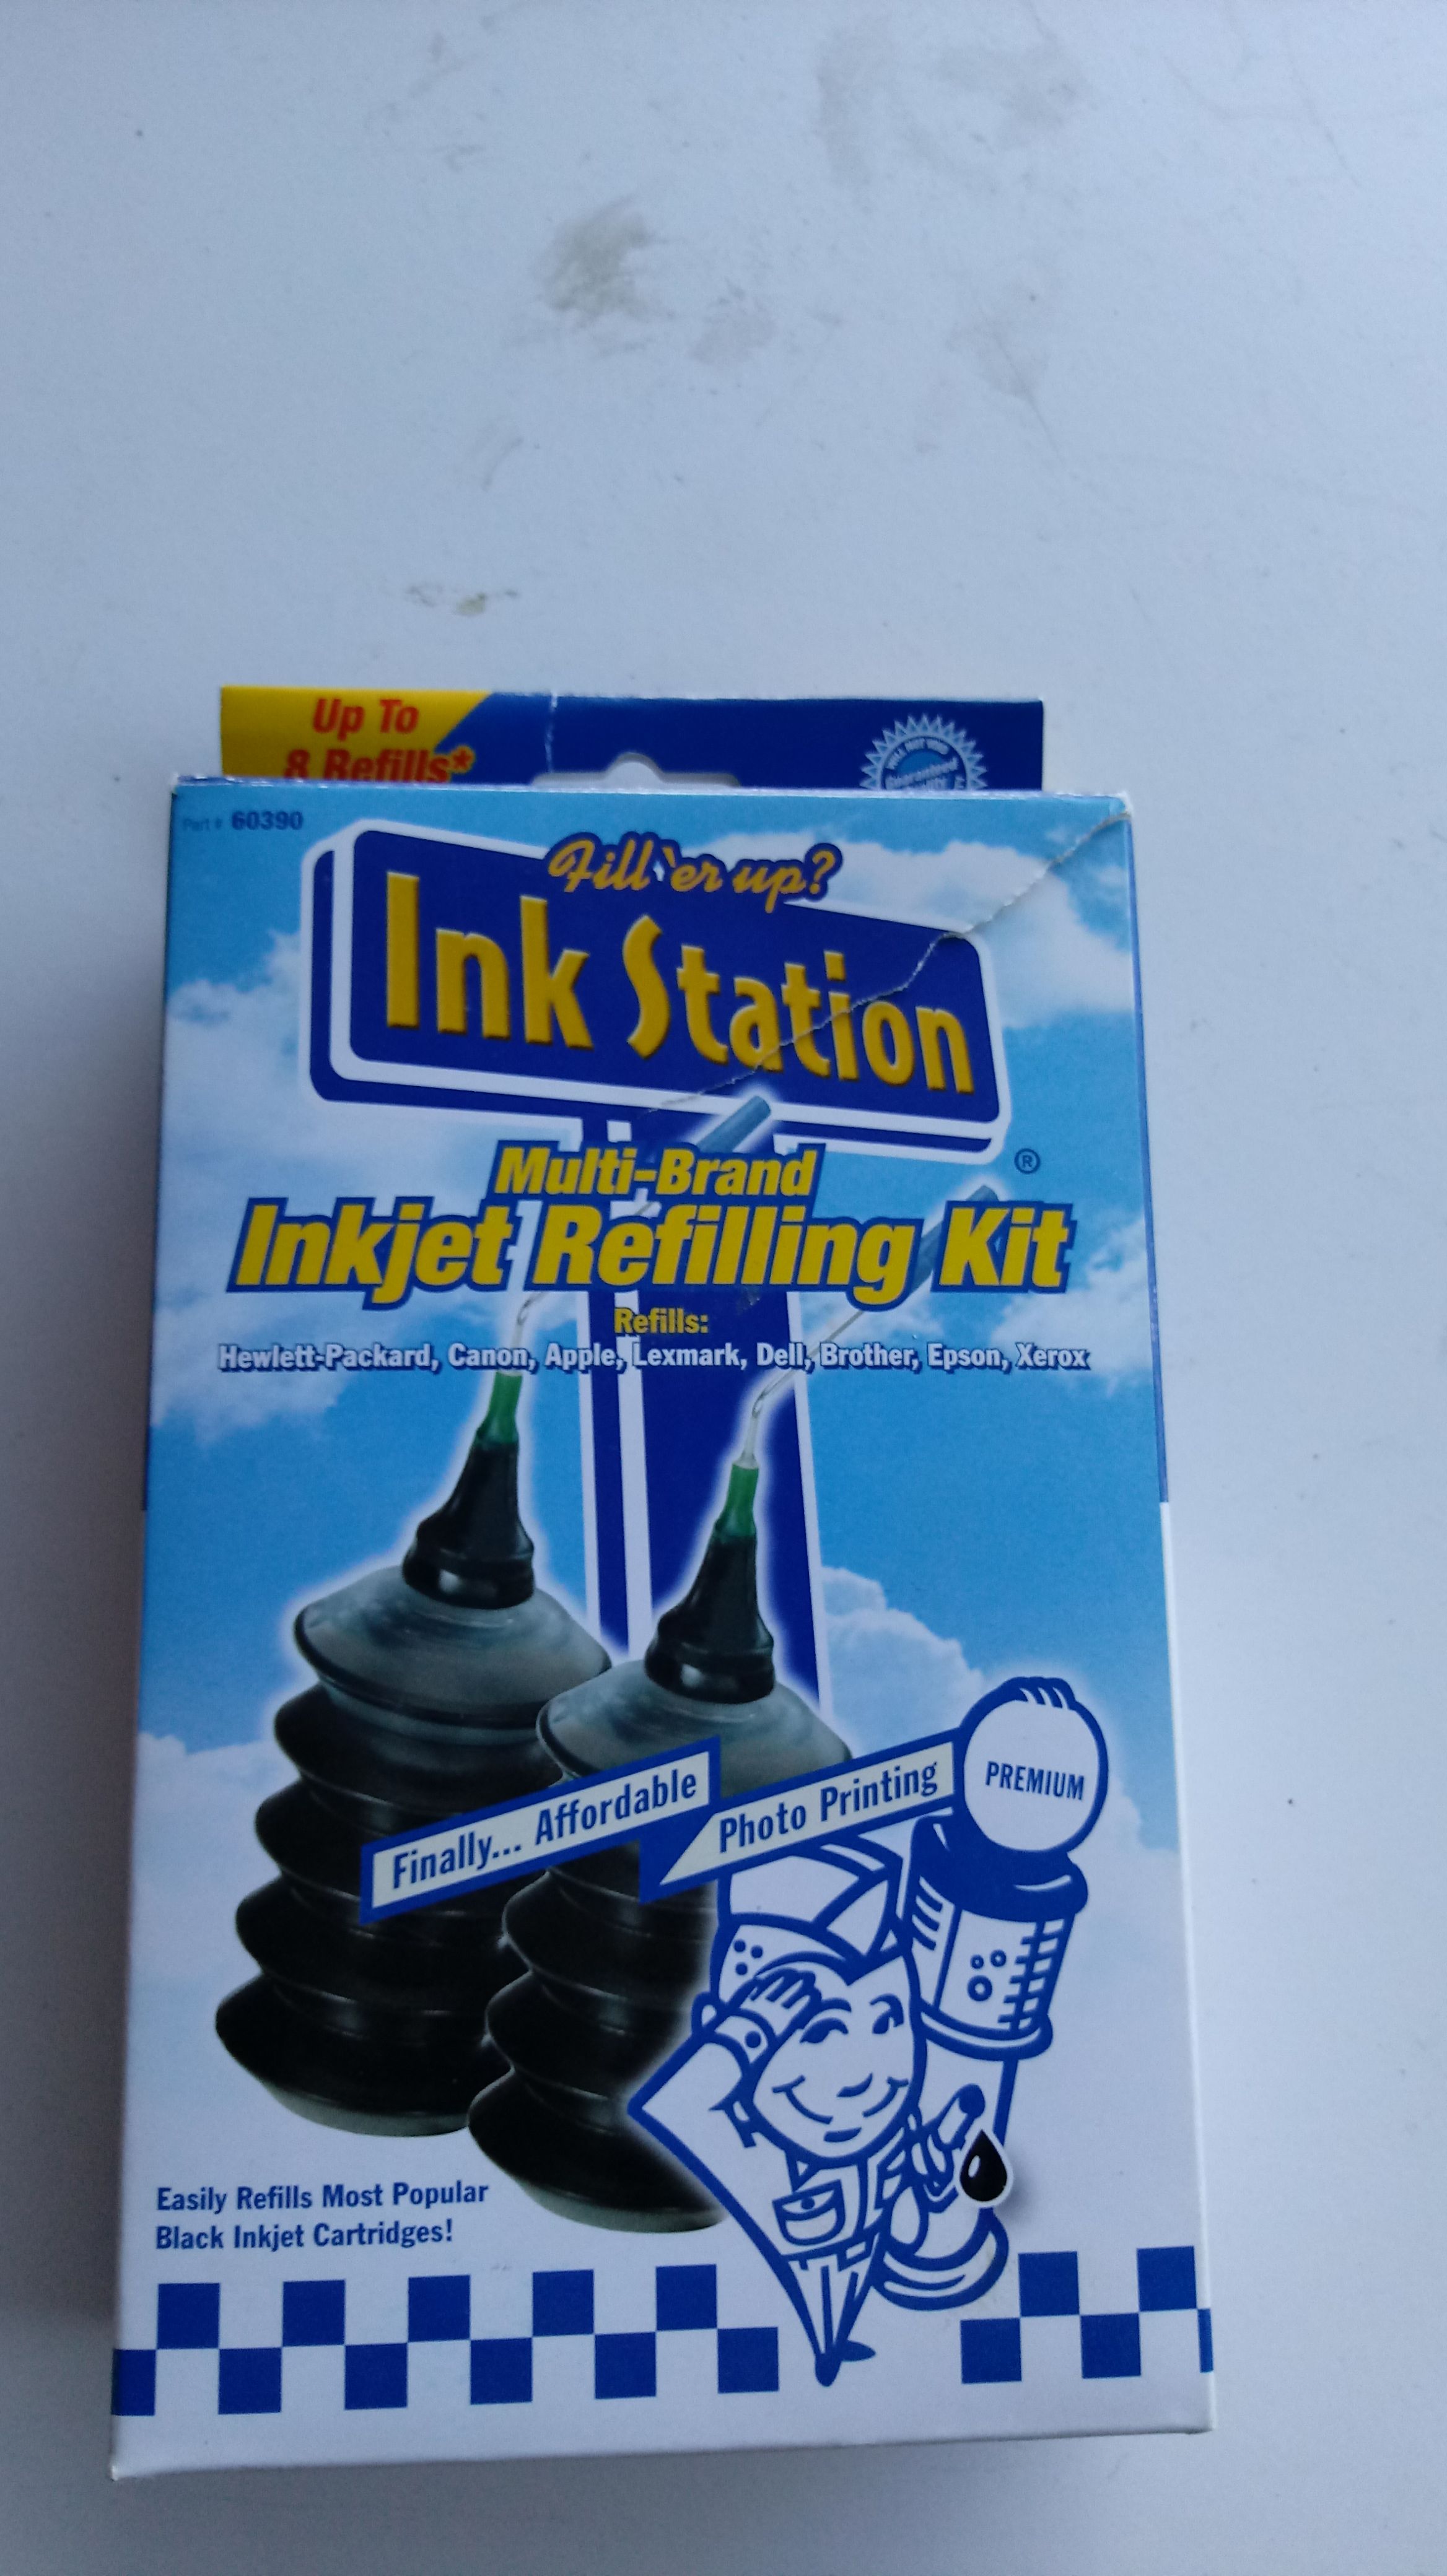 Up To
8 Refills*
Guaranteed
Part # 60390
Fill 'er up?
Ink Station
®
Multi-Brand
Inkjet Refilling Kit
Refills:
Hewlett-Packard, Canon, Apple, Lexmark, Dell, Brother, Epson, Xerox
Finally... Affordable
Photo Printing
PREMIUM
Easily Refills Most Popular
Black Inkjet Cartridges!